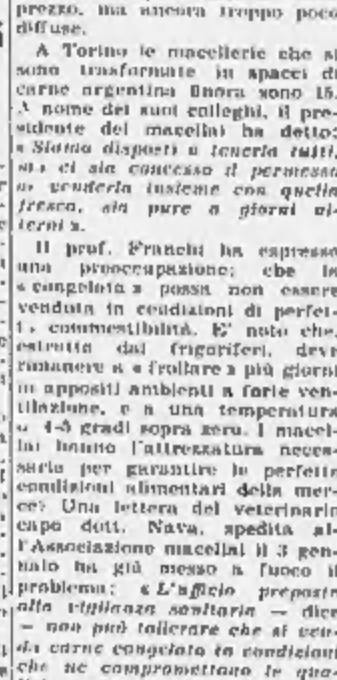 prezzo, ma ancora troppo poco
diffuse.
A Torino le macellerie che si
sono trasformate in spacci di
carne argentina finora sono 15.
A nome dei suoi colleghi, il pre-
sidente dei macellai ha detto:
« Siamo disposti a tenerla tutti,
se ci sia concesso il permesso
di venderla insieme con quella
fresca, sia pure a giorni al-
terni ».
Il prof. Franchi ha espresso
una preoccupazione: che la
« congelata » possa non essere
venduta in condizioni di perfet-
ta commestibilità. E' noto che,
estratta dai frigoriferi, deve
rimanere a « frollare » più giorni
in appositi ambienti a forte ven-
tilazione, e a una temperatura
di 4-5 gradi sopra zero. I macel-
lai hanno l'attrezzatura neces-
saria per garantire le perfette
condizioni alimentari della mer-
ce? Una lettera del veterinario
capo dott. Nava, spedita al-
l'Associazione macellai il 3 gen-
naio ha già messo a fuoco il
problema: « L'ufficio preposto
alla vigilanza sanitaria — dice
— non può tollerare che si ven-
da carne congelata in condizioni
che ne compromettano le qua-